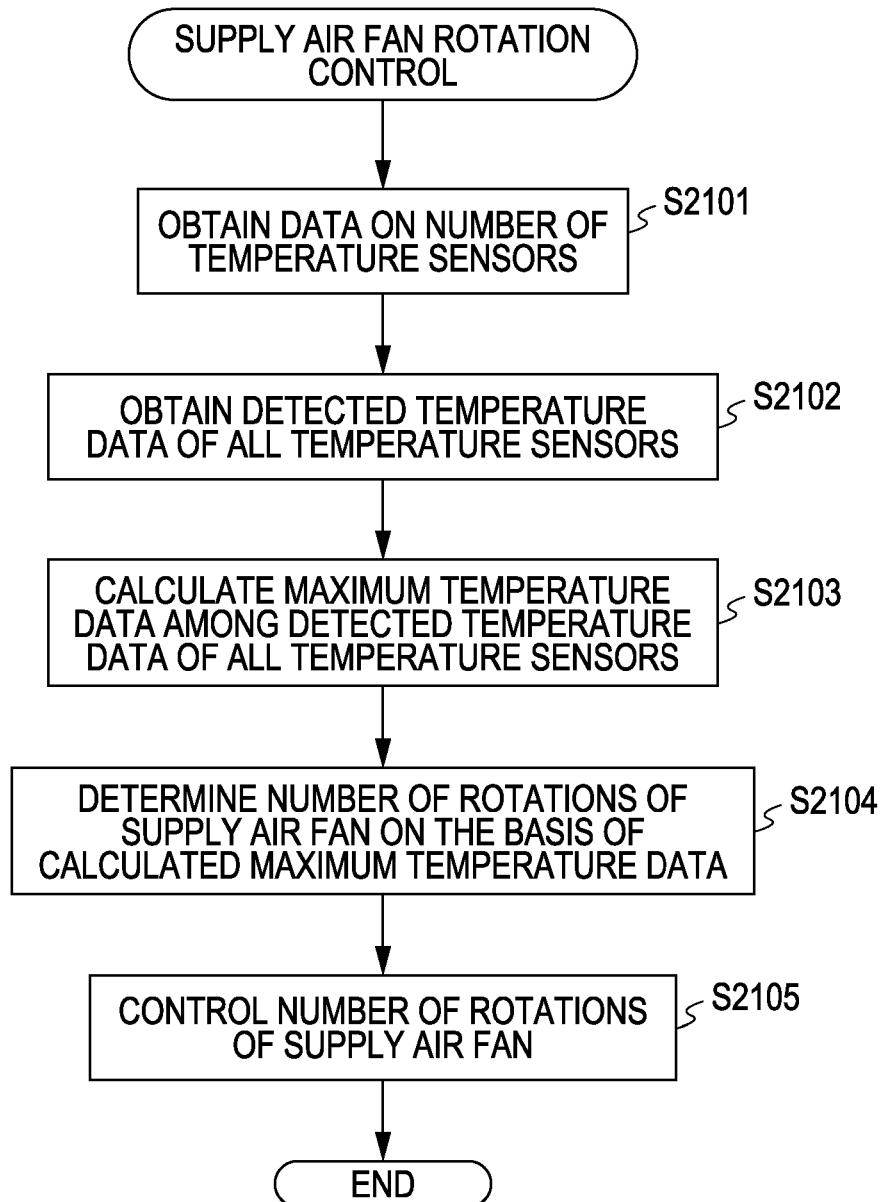 SUPPLY AIR FAN ROTATION
CONTROL
S2101
OBTAIN DATA ON NUMBER OF
TEMPERATURE SENSORS
S2102
OBTAIN DETECTED TEMPERATURE
DATA OF ALL TEMPERATURE SENSORS
S2103
CALCULATE MAXIMUM TEMPERATURE
DATA AMONG DETECTED TEMPERATURE
DATA OF ALL TEMPERATURE SENSORS
S2104
DETERMINE NUMBER OF ROTATIONS OF
SUPPLY AIR FAN ON THE BASIS OF
CALCULATED MAXIMUM TEMPERATURE DATA
S2105
CONTROL NUMBER OF ROTATIONS
OF SUPPLY AIR FAN
END